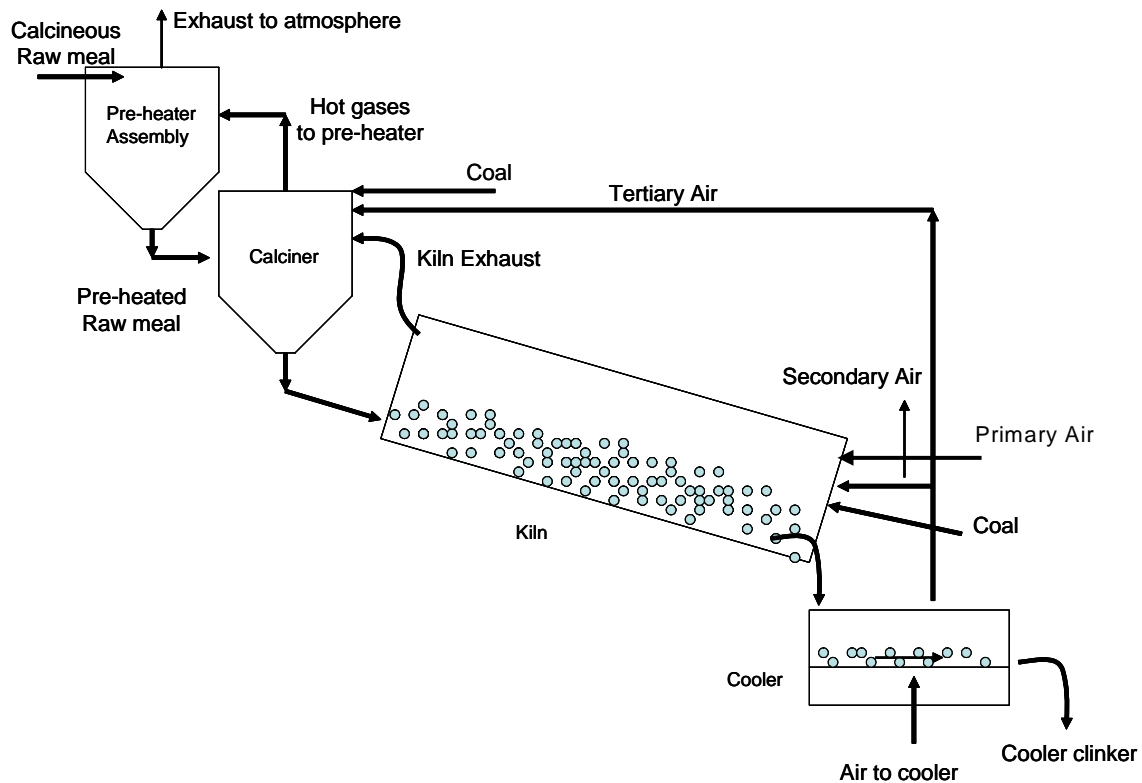 Exhaust to atmosphere
Calcineous
Raw meal
Pre-heater
Assembly
Hot gases
to pre-heater
Coal
Tertiary Air
Calciner
Kiln Exhaust
Pre-heated
Raw meal
Secondary Air
Primary Air
Kiln
Coal
Cooler
Cooler clinker
Air to cooler